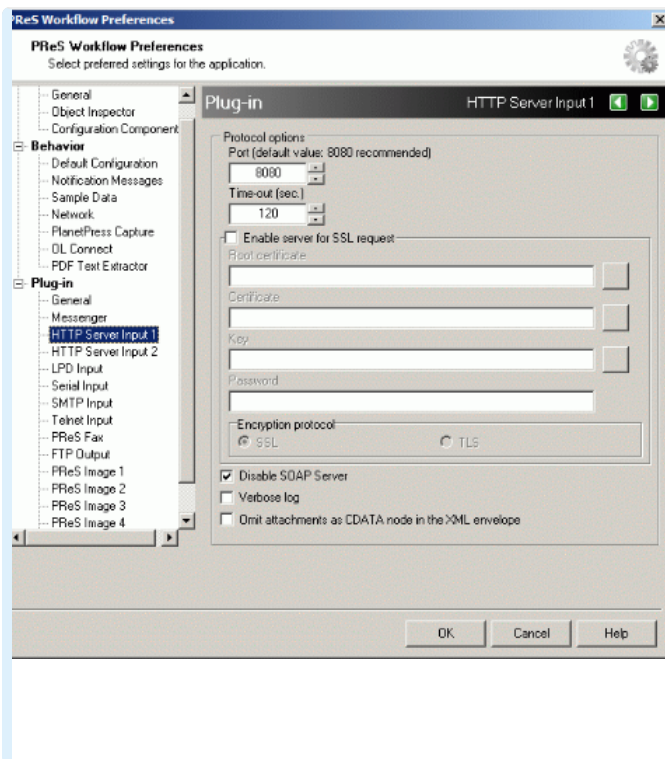 PReS Workflow Preferences
PReS Workflow Preferences
Select preferred settings for the application.
General
Object Inspector
Configuration Component
Behavior
Default Configuration
Notification Messages
Sample Data
Network
PlanetPress Capture
OL Connect
PDF Text Extractor
Plug-in
General
Messenger
HTTP Server Input 1
HTTP Server Input 2
LPD Input
Serial Input
SMTP Input
Telnet Input
PReS Fax
FTP Output
PReS Image 1
PReS Image 2
PReS Image 3
PReS Image 4
Plug-in HTTP Server Input 1
Protocol options
Port (default value: 8080 recommended)
8080
Time-out (sec.)
120
Enable server for SSL request
Root certificate
Certificate
Key
Password
Encryption protocol
SSL TLS
Disable SOAP Server
Verbose log
Omit attachments as CDATA node in the XML envelope
OK Cancel Help